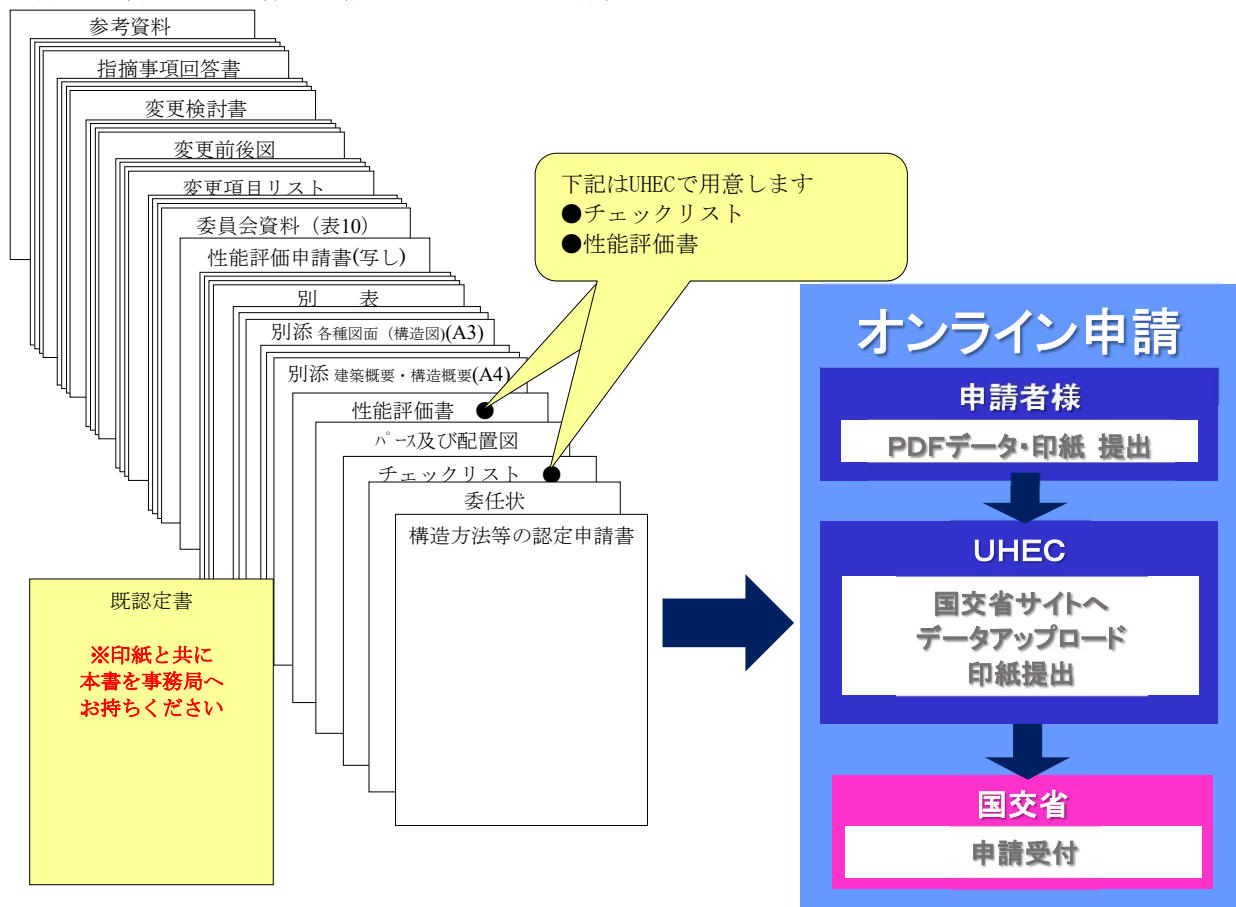 参考資料
指摘事項回答書
変更検討書
変更前後図
変更項目リスト
委員会資料（表10）
性能評価申請書(写し)
別　表
別添 各種図面（構造図)(A3)
別添 建築概要・構造概要(A4)
性能評価書 ●
パース及び配置図
チェックリスト ●
委任状
構造方法等の認定申請書
既認定書
※印紙と共に
本書を事務局へ
お持ちください
下記はUHECで用意します
●チェックリスト
●性能評価書
オンライン申請
申請者様
PDFデータ・印紙 提出
UHEC
国交省サイトへ
データアップロード
印紙提出
国交省
申請受付